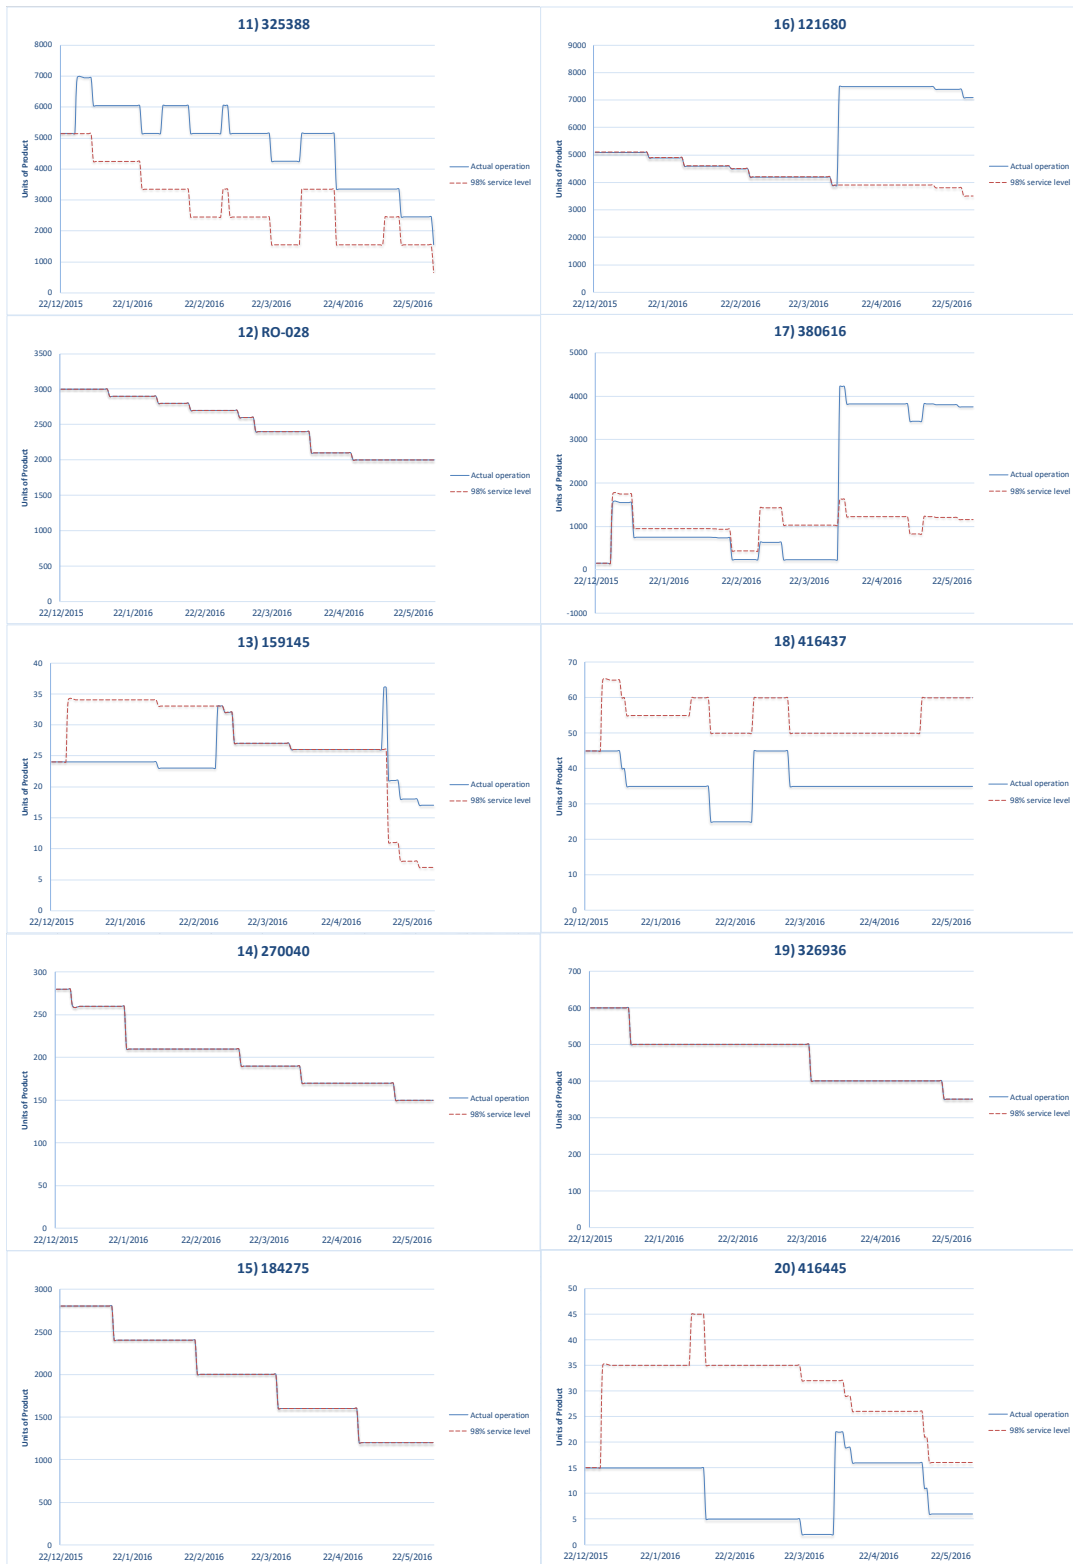 11) 325388
8000
7000
6000
5000
4000
3000
2000
1000
0
Units of Product
22/12/2015 22/1/2016 22/2/2016 22/3/2016 22/4/2016 22/5/2016
Actual operation
98% service level
16) 121680
9000
8000
7000
6000
5000
4000
3000
2000
1000
0
Units of Product
22/12/2015 22/1/2016 22/2/2016 22/3/2016 22/4/2016 22/5/2016
Actual operation
98% service level
12) RO-028
3500
3000
2500
2000
1500
1000
500
0
Units of Product
22/12/2015 22/1/2016 22/2/2016 22/3/2016 22/4/2016 22/5/2016
Actual operation
98% service level
17) 380616
5000
4000
3000
2000
1000
0
-1000
Units of Product
22/12/2015 22/1/2016 22/2/2016 22/3/2016 22/4/2016 22/5/2016
Actual operation
98% service level
13) 159145
40
35
30
25
20
15
10
5
0
Units of Product
22/12/2015 22/1/2016 22/2/2016 22/3/2016 22/4/2016 22/5/2016
Actual operation
98% service level
18) 416437
70
60
50
40
30
20
10
0
Units of Product
22/12/2015 22/1/2016 22/2/2016 22/3/2016 22/4/2016 22/5/2016
Actual operation
98% service level
14) 270040
300
250
200
150
100
50
0
Units of Product
22/12/2015 22/1/2016 22/2/2016 22/3/2016 22/4/2016 22/5/2016
Actual operation
98% service level
19) 326936
700
600
500
400
300
200
100
0
Units of Product
22/12/2015 22/1/2016 22/2/2016 22/3/2016 22/4/2016 22/5/2016
Actual operation
98% service level
15) 184275
3000
2500
2000
1500
1000
500
0
Units of Product
22/12/2015 22/1/2016 22/2/2016 22/3/2016 22/4/2016 22/5/2016
Actual operation
98% service level
20) 416445
50
45
40
35
30
25
20
15
10
5
0
Units of Product
22/12/2015 22/1/2016 22/2/2016 22/3/2016 22/4/2016 22/5/2016
Actual operation
98% service level